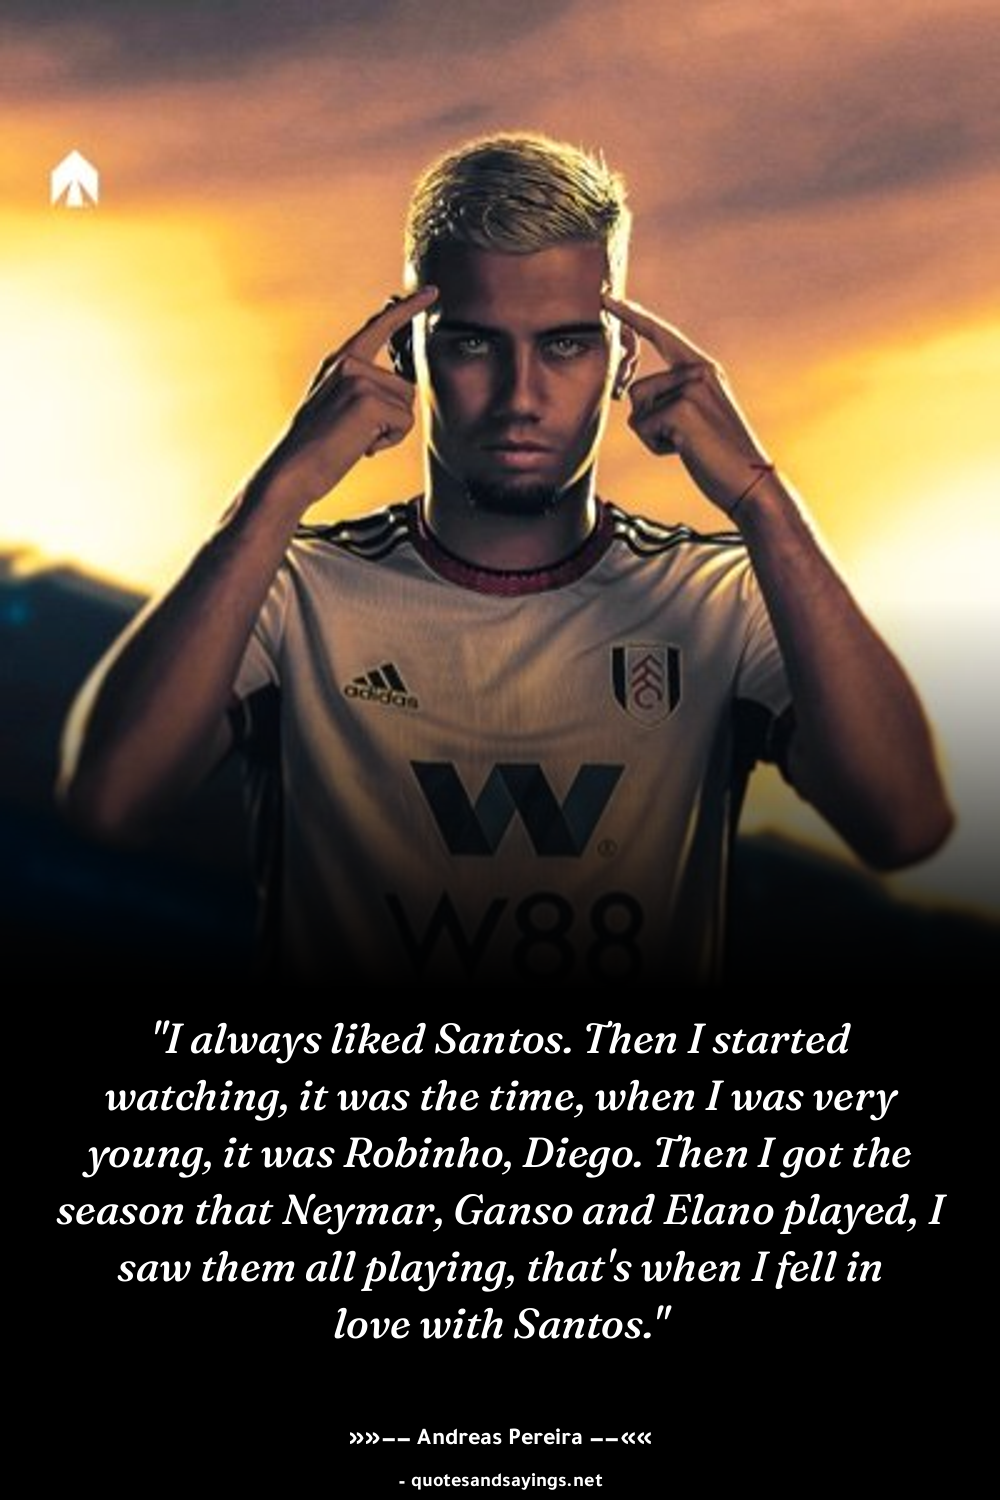 adidas
W
®
W88
"I always liked Santos. Then I started
watching, it was the time, when I was very
young, it was Robinho, Diego. Then I got the
season that Neymar, Ganso and Elano played, I
saw them all playing, that's when I fell in
love with Santos."
»»–– Andreas Pereira ––««
- quotesandsayings.net